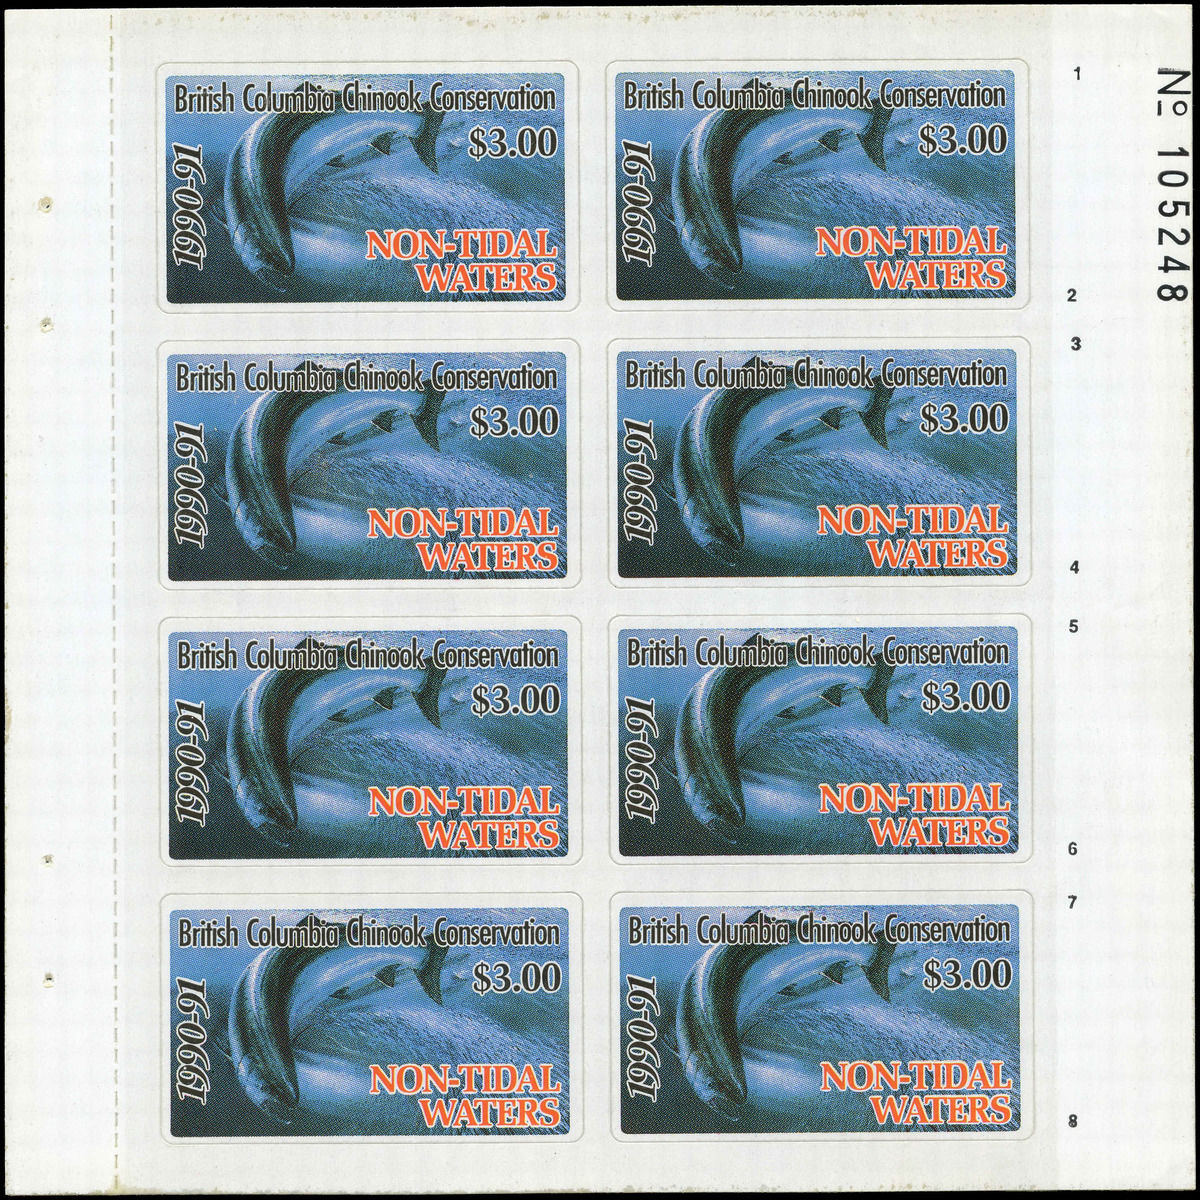 British Columbia Chinook Conservation
$3.00
1990-91
NON-TIDAL
WATERS
British Columbia Chinook Conservation
$3.00
1990-91
NON-TIDAL
WATERS
1
2
№ 105248
British Columbia Chinook Conservation
$3.00
1990-91
NON-TIDAL
WATERS
British Columbia Chinook Conservation
$3.00
1990-91
NON-TIDAL
WATERS
3
4
British Columbia Chinook Conservation
$3.00
1990-91
NON-TIDAL
WATERS
British Columbia Chinook Conservation
$3.00
1990-91
NON-TIDAL
WATERS
5
6
British Columbia Chinook Conservation
$3.00
1990-91
NON-TIDAL
WATERS
British Columbia Chinook Conservation
$3.00
1990-91
NON-TIDAL
WATERS
7
8